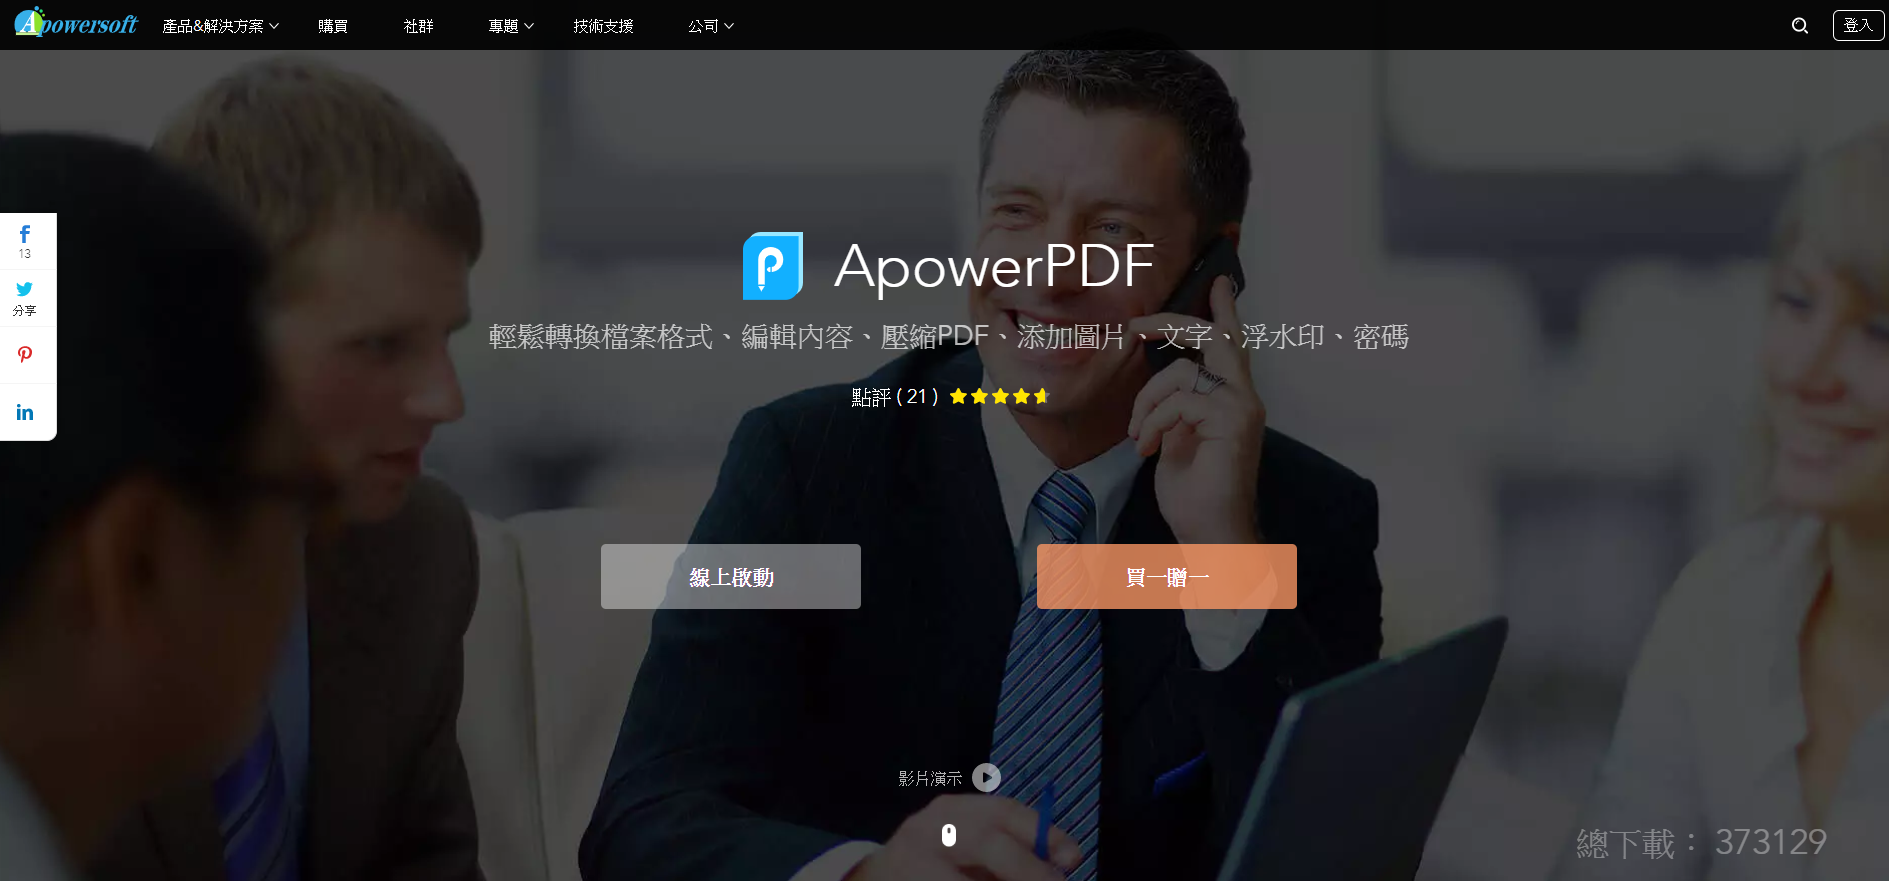 Apowersoft
產品&解決方案
購買
社群
專題
技術支援
公司
登入
13
分享
ApowerPDF
輕鬆轉換檔案格式、編輯內容、壓縮PDF、添加圖片、文字、浮水印、密碼
點評 ( 21 )
線上啟動
買一贈一
影片演示
總下載： 373129